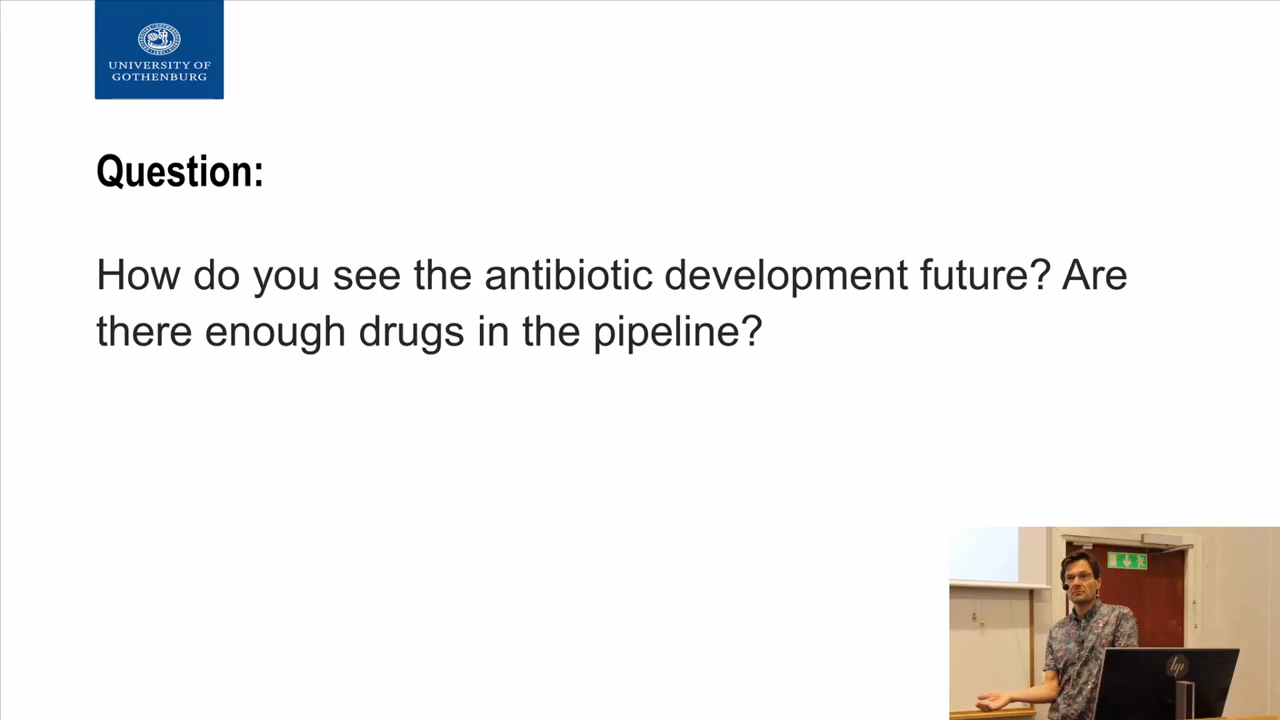 UNIVERSITY OF
GOTHENBURG
Question:
How do you see the antibiotic development future? Are
there enough drugs in the pipeline?
hp